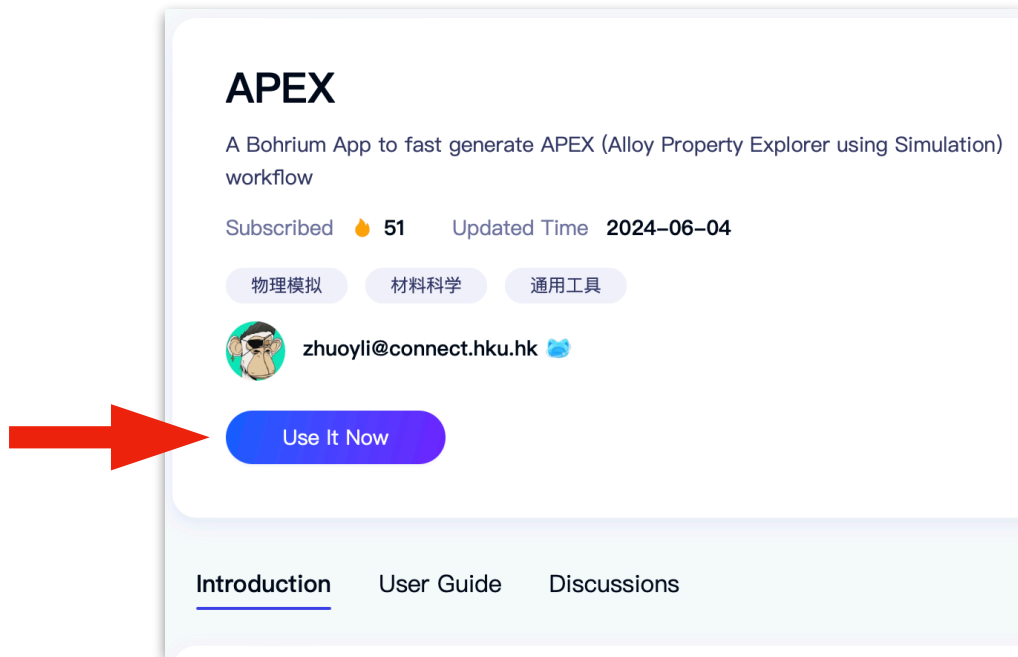 APEX
A Bohrium App to fast generate APEX (Alloy Property Explorer using Simulation)
workflow
Subscribed 51 Updated Time 2024-06-04
物理模拟 材料科学 通用工具
zhuoyli@connect.hku.hk
Use It Now
Introduction User Guide Discussions